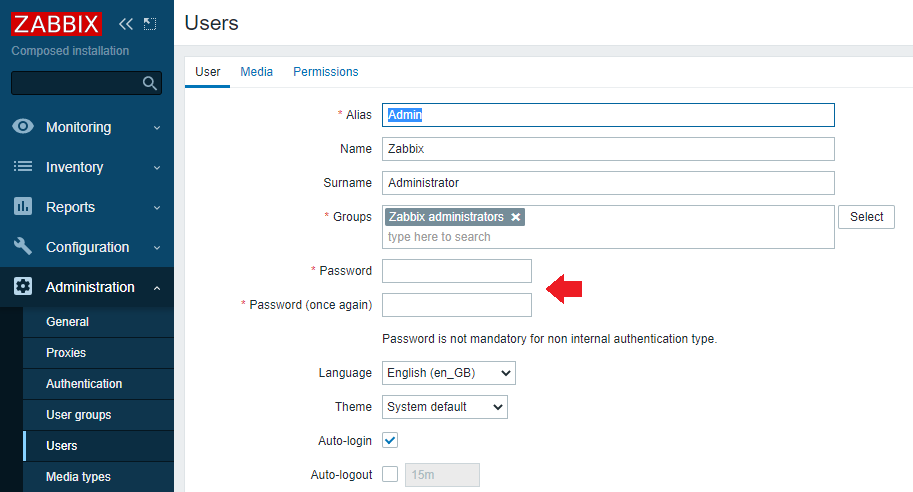 ZABBIX
Composed installation
Monitoring
Inventory
Reports
Configuration
Administration
General
Proxies
Authentication
User groups
Users
Media types
Users
User Media Permissions
* Alias Admin
Name Zabbix
Surname Administrator
* Groups Zabbix administrators Select
type here to search
* Password
* Password (once again)
Password is not mandatory for non internal authentication type.
Language English (en_GB)
Theme System default
Auto-login
Auto-logout 15m